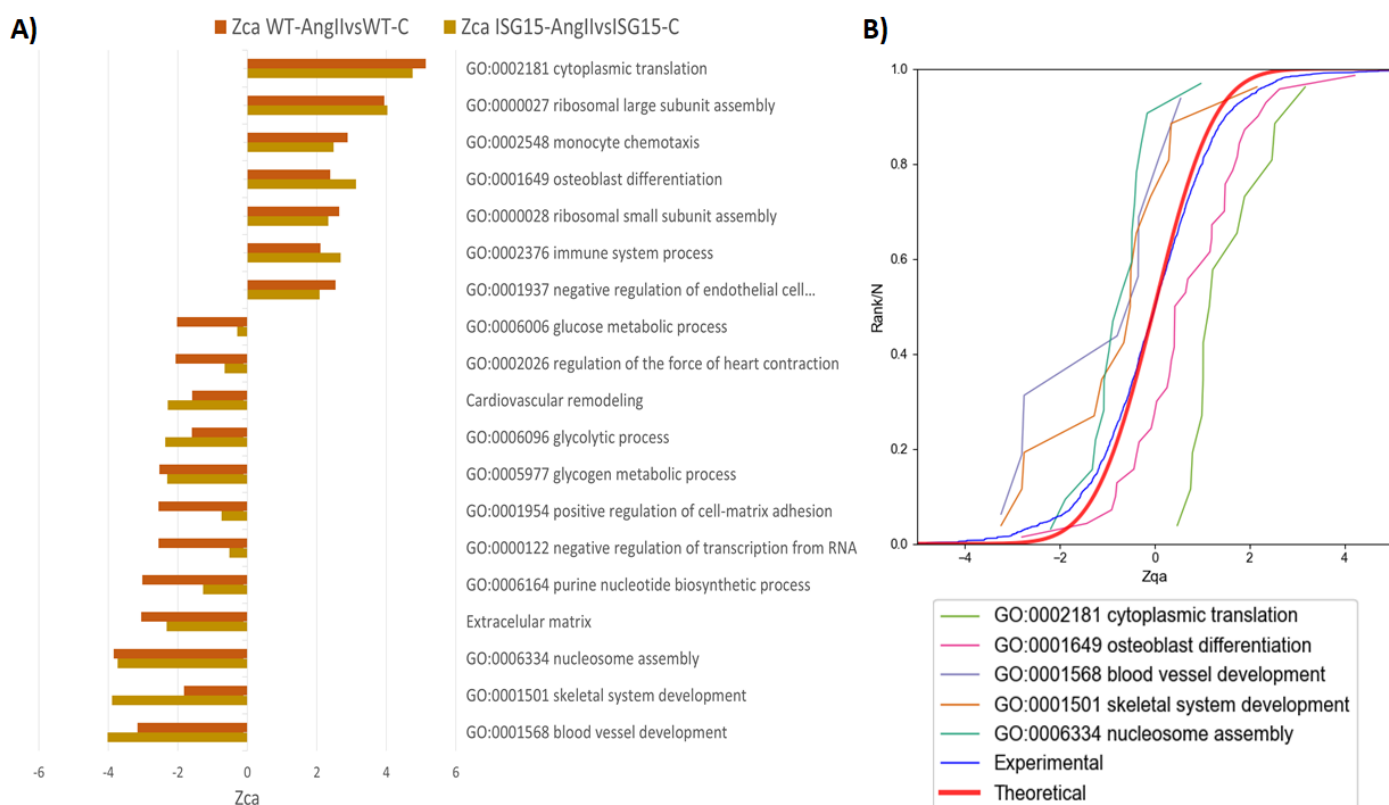 A)
Zca WT-AngIIvsWT-C
Zca ISG15-AngIIvsISG15-C
-6
-4
-2
0
2
4
6
GO:0002181 cytoplasmic translation
GO:0000027 ribosomal large subunit assembly
GO:0002548 monocyte chemotaxis
GO:0001649 osteoblast differentiation
GO:0000028 ribosomal small subunit assembly
GO:0002376 immune system process
GO:0001937 negative regulation of endothelial cell...
GO:0006006 glucose metabolic process
GO:0002026 regulation of the force of heart contraction
Cardiovascular remodeling
GO:0006096 glycolytic process
GO:0005977 glycogen metabolic process
GO:0001954 positive regulation of cell-matrix adhesion
GO:0000122 negative regulation of transcription from RNA
GO:0006164 purine nucleotide biosynthetic process
Extracelular matrix
GO:0006334 nucleosome assembly
GO:0001501 skeletal system development
GO:0001568 blood vessel development
Zca
B)
1.0
0.8
0.6
0.4
0.2
0.0
Rank/N
−4
−2
0
2
4
Zqa
GO:0002181 cytoplasmic translation
GO:0001649 osteoblast differentiation
GO:0001568 blood vessel development
GO:0001501 skeletal system development
GO:0006334 nucleosome assembly
Experimental
Theoretical